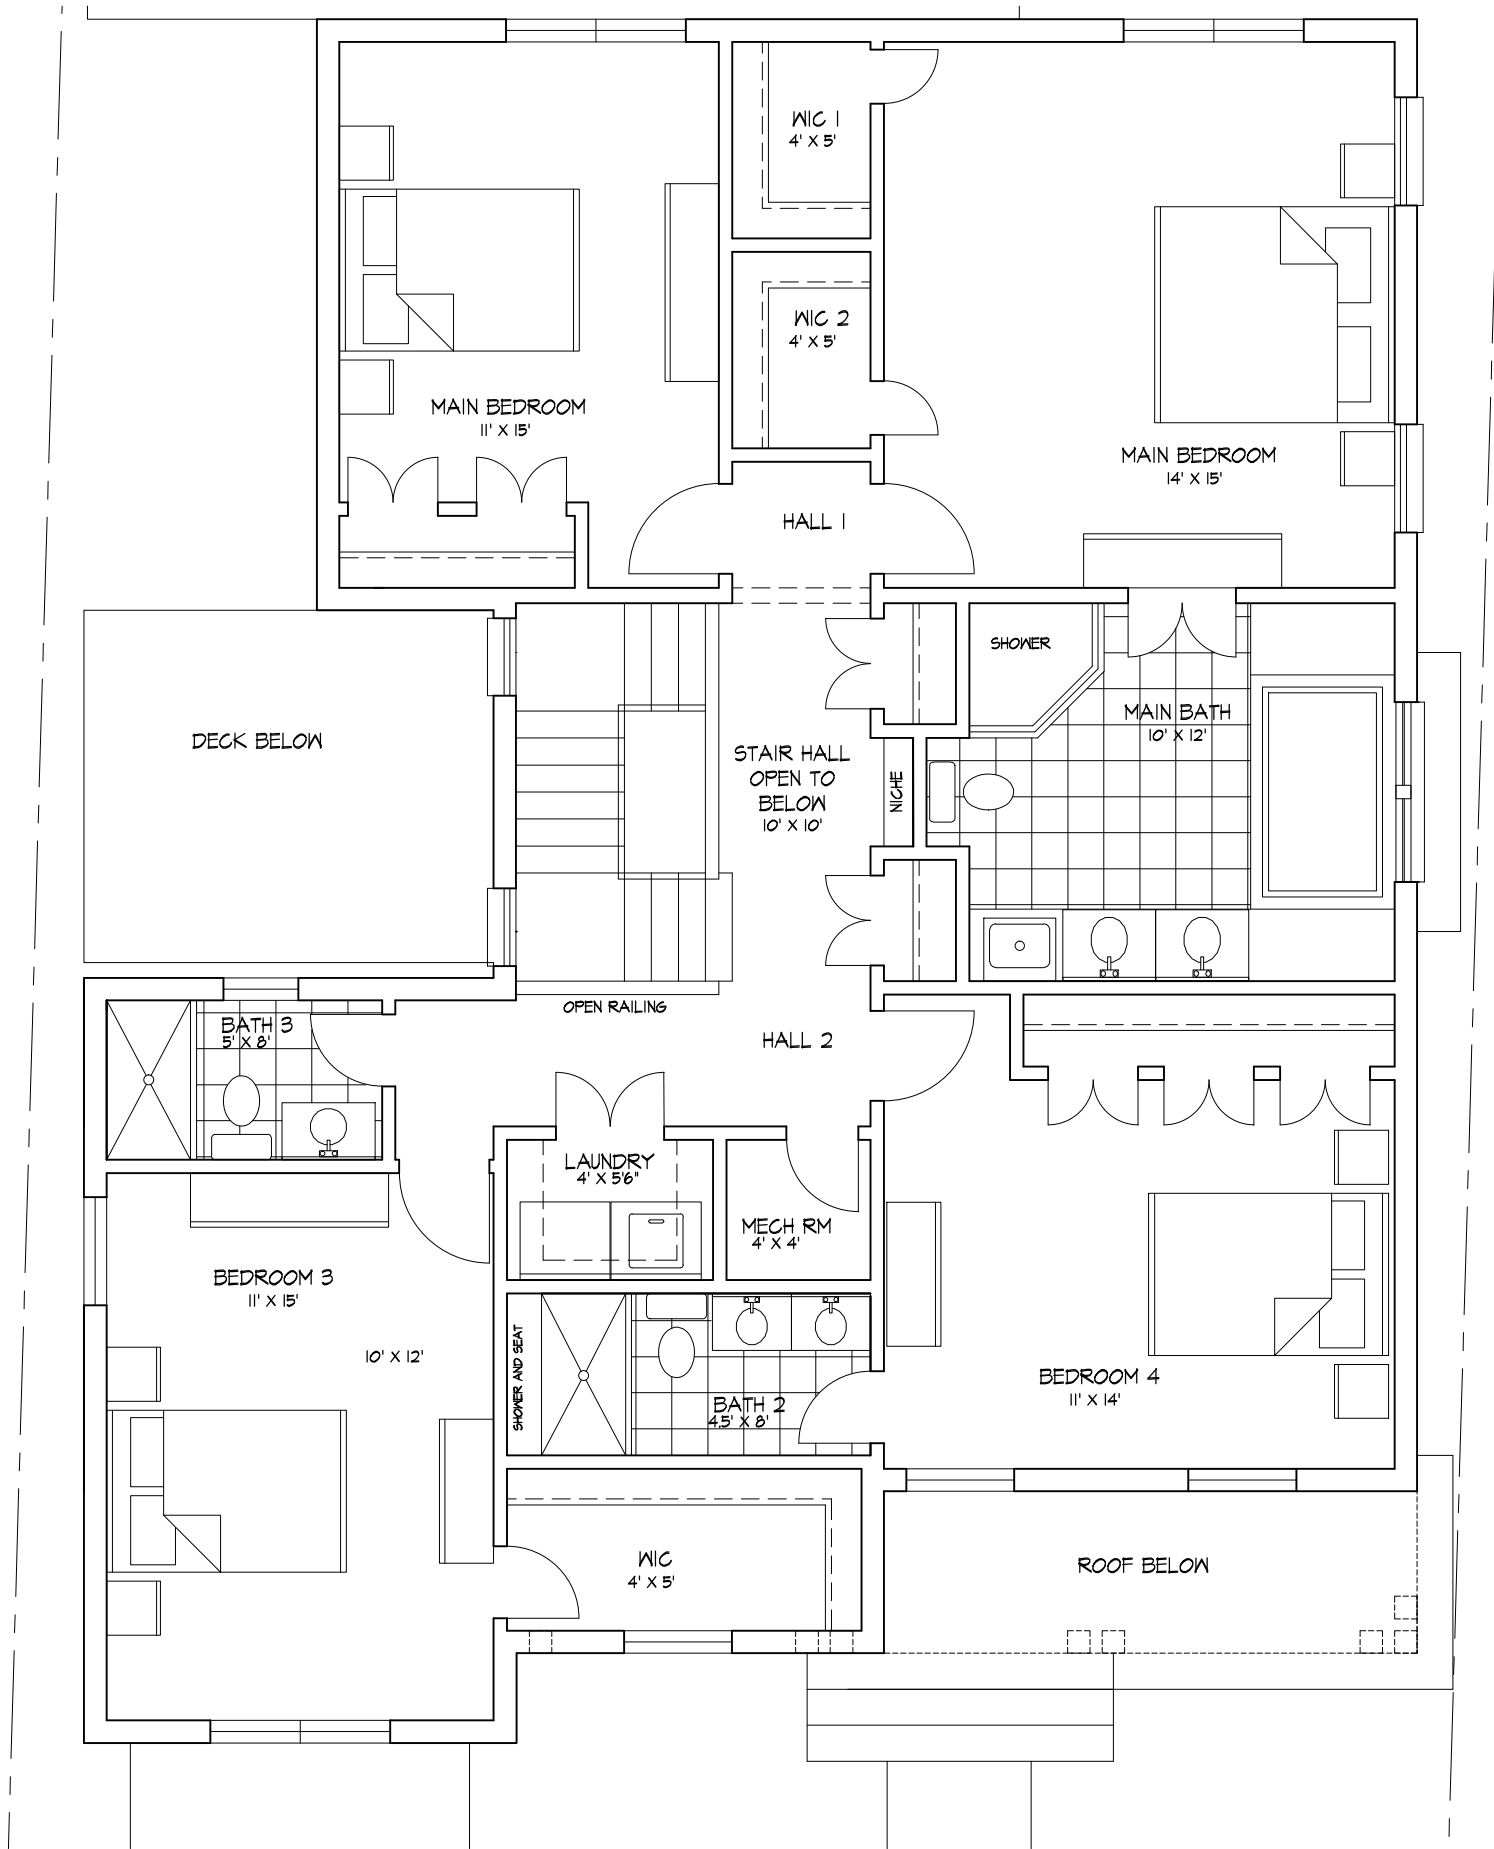 WIC 1
4' X 5'
WIC 2
4' X 5'
MAIN BEDROOM
11' X 15'
MAIN BEDROOM
14' X 15'
HALL 1
SHOWER
MAIN BATH
10' X 12'
DECK BELOW
STAIR HALL
OPEN TO
BELOW
10' X 10'
NICHE
OPEN RAILING
BATH 3
5' X 8'
HALL 2
LAUNDRY
4' X 5'6"
MECH RM
4' X 4'
BEDROOM 3
11' X 15'
10' X 12'
SHOWER AND SEAT
BATH 2
4.5' X 8'
BEDROOM 4
11' X 14'
WIC
4' X 5'
ROOF BELOW